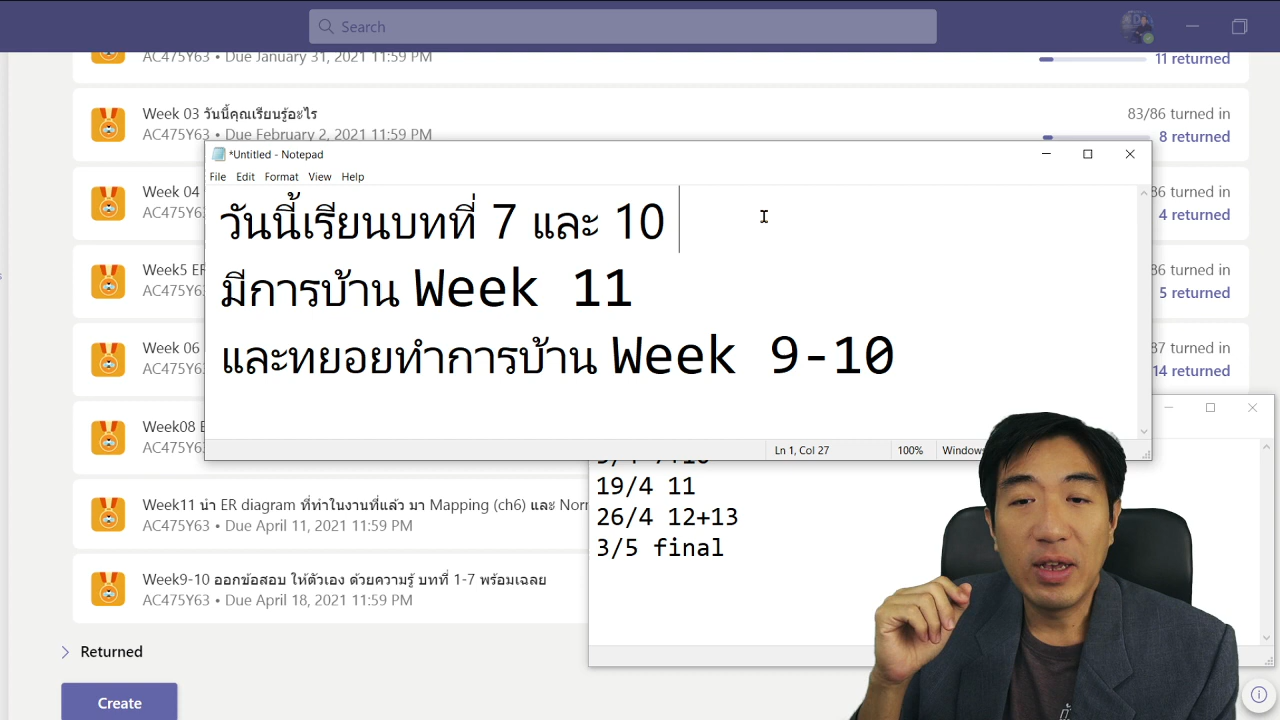 Search
AC475Y63 • Due January 31, 2021 11:59 PM
11 returned
Week 03 วันนี้คุณเรียนรู้อะไร
83/86 turned in
AC475Y63 • Due February 2, 2021 11:59 PM
8 returned
*Untitled - Notepad
File Edit Format View Help
Week 04
86 turned in
AC475Y63
4 returned
วันนี้เรียนบทที่ 7 และ 10
มีการบ้าน Week 11
และทยอยทำการบ้าน Week 9-10
Week5 ER
86 turned in
AC475Y63
5 returned
Week 06
87 turned in
AC475Y63
14 returned
Week08
AC475Y63
Ln 1, Col 27
100%
Windows
19/4 11
26/4 12+13
3/5 final
Week11 นำ ER diagram ที่ทำในงานที่แล้ว มา Mapping (ch6) และ Norr
AC475Y63 • Due April 11, 2021 11:59 PM
Week9-10 ออกข้อสอบ ให้ตัวเอง ด้วยความรู้ บทที่ 1-7 พร้อมเฉลย
AC475Y63 • Due April 18, 2021 11:59 PM
Returned
Create